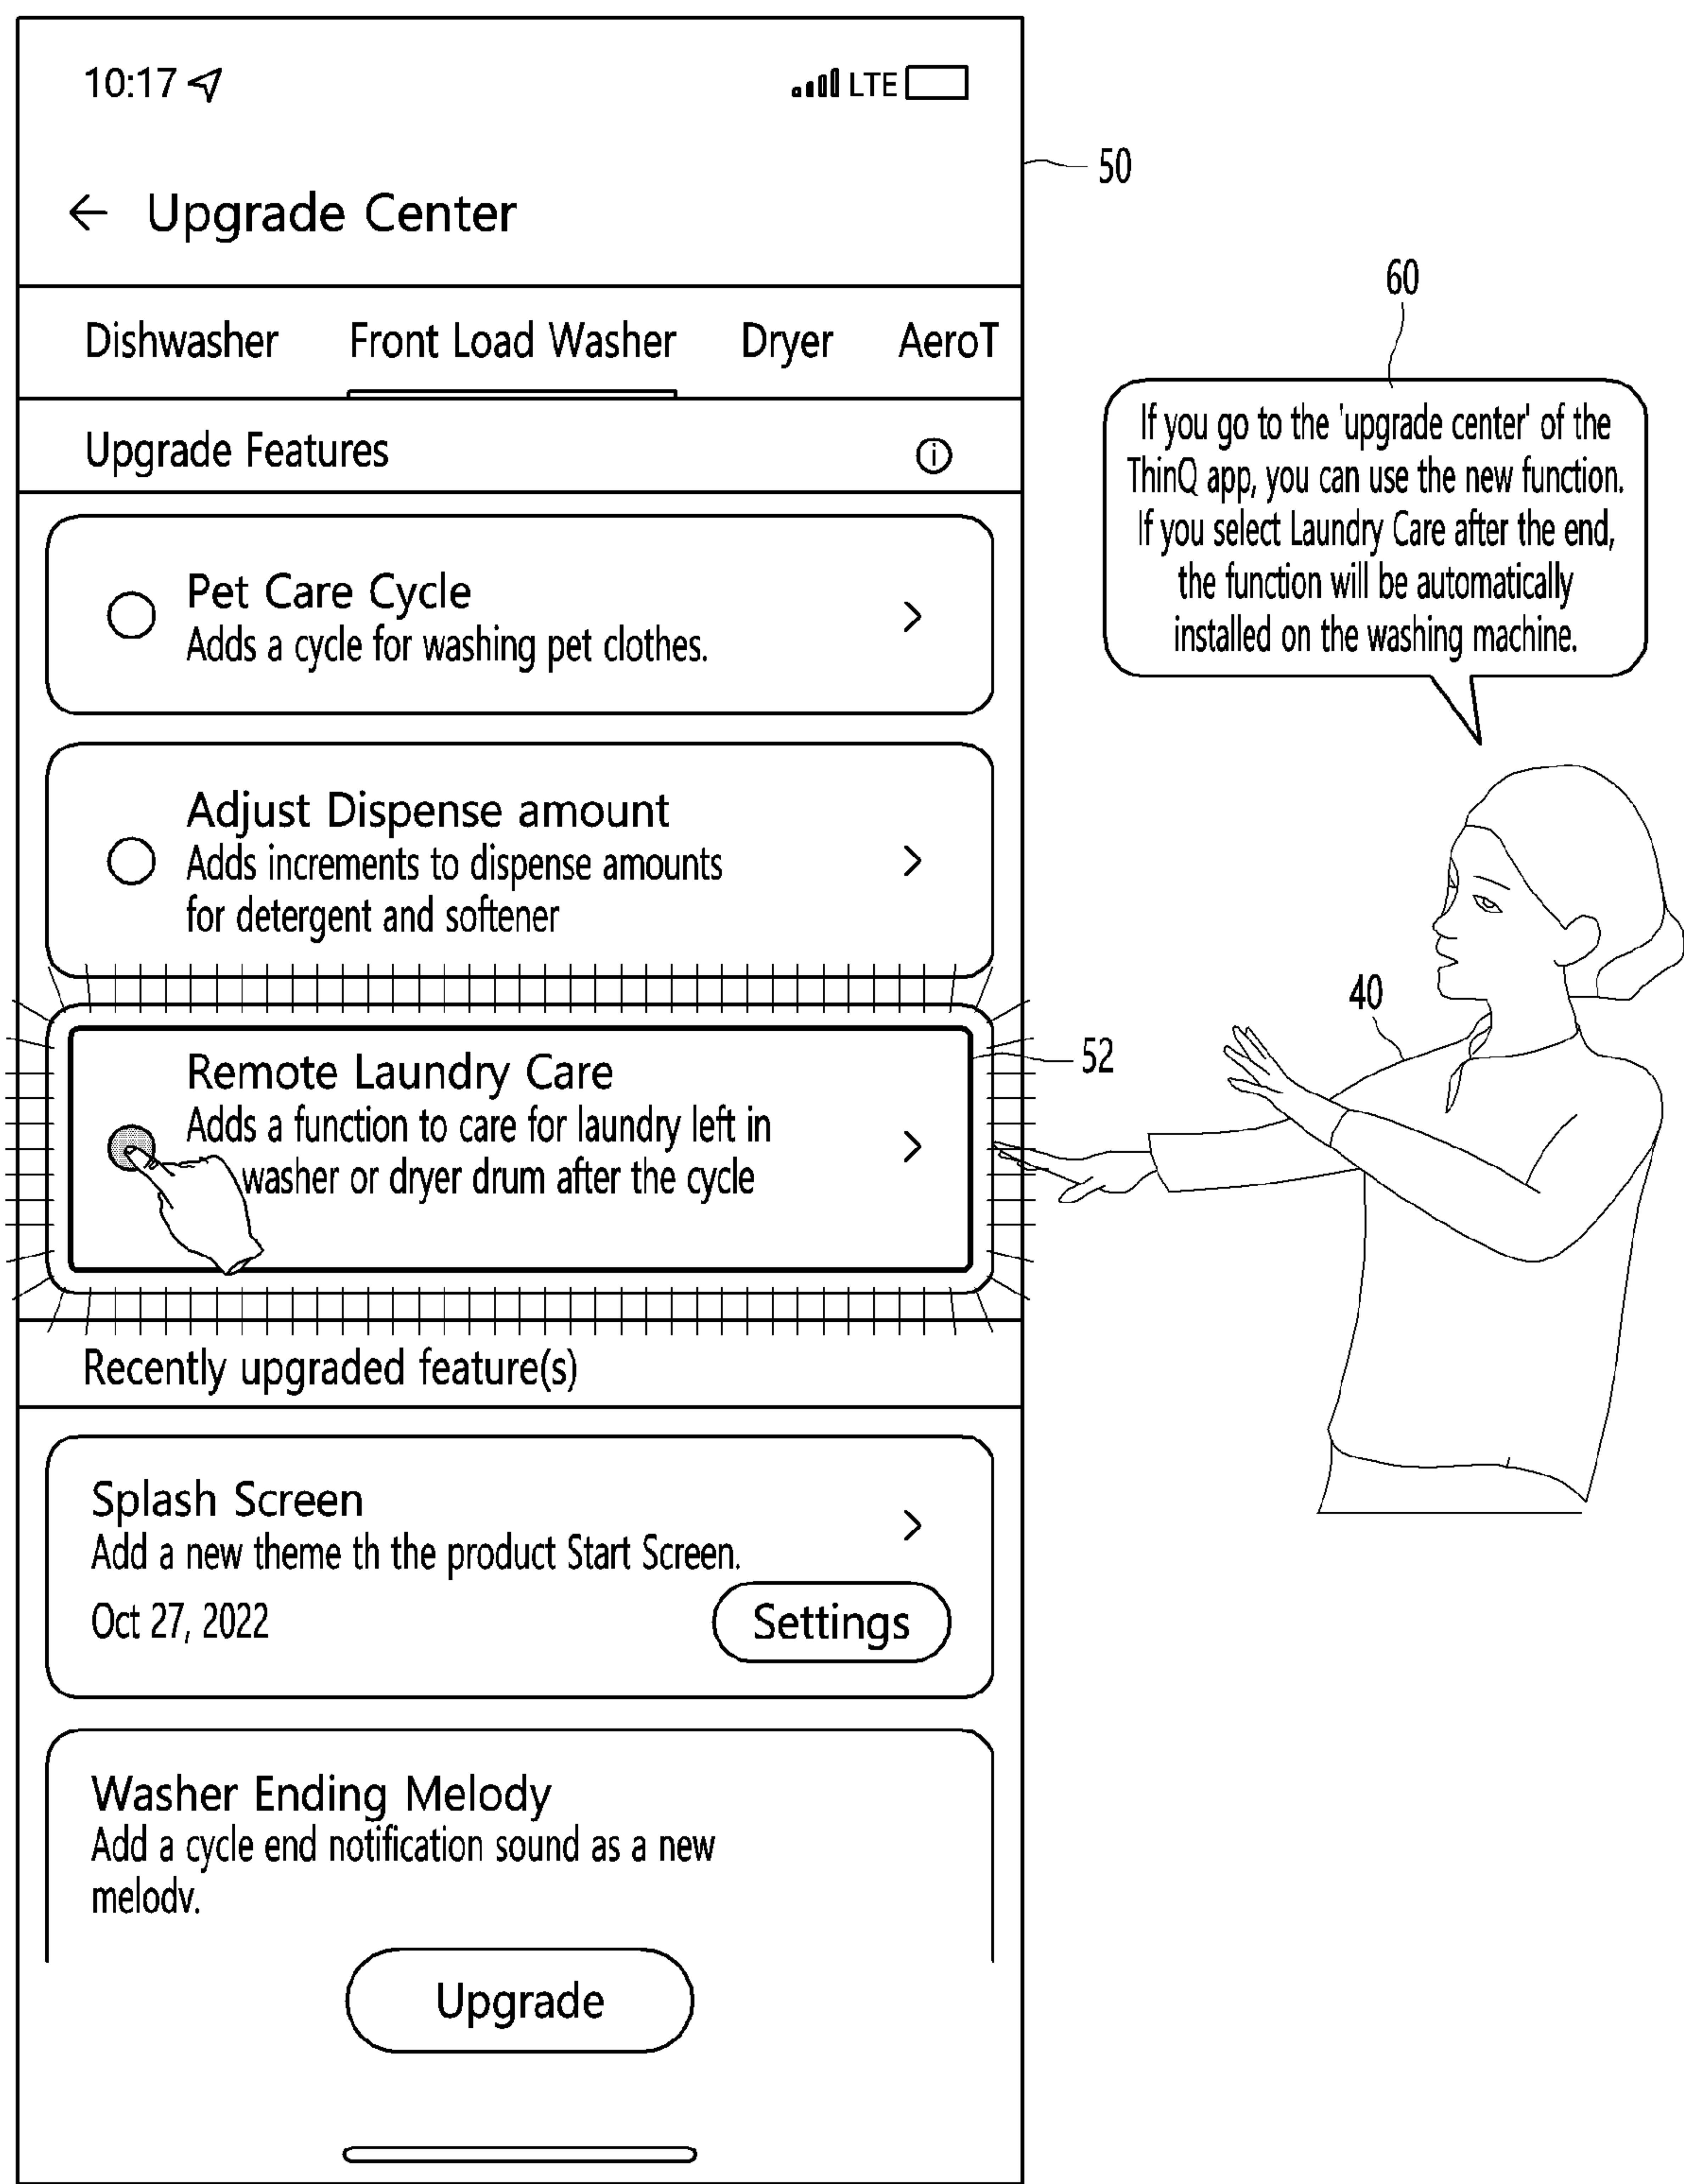 10:17
LTE
50
← Upgrade Center
Dishwasher Front Load Washer Dryer AeroT
Upgrade Features
Pet Care Cycle
Adds a cycle for washing pet clothes.
Adjust Dispense amount
Adds increments to dispense amounts
for detergent and softener
Remote Laundry Care
Adds a function to care for laundry left in
washer or dryer drum after the cycle
52
Recently upgraded feature(s)
Splash Screen
Add a new theme th the product Start Screen.
Oct 27, 2022
Settings
Washer Ending Melody
Add a cycle end notification sound as a new
melody.
Upgrade
60
If you go to the 'upgrade center' of the
ThinQ app, you can use the new function.
If you select Laundry Care after the end,
the function will be automatically
installed on the washing machine.
40